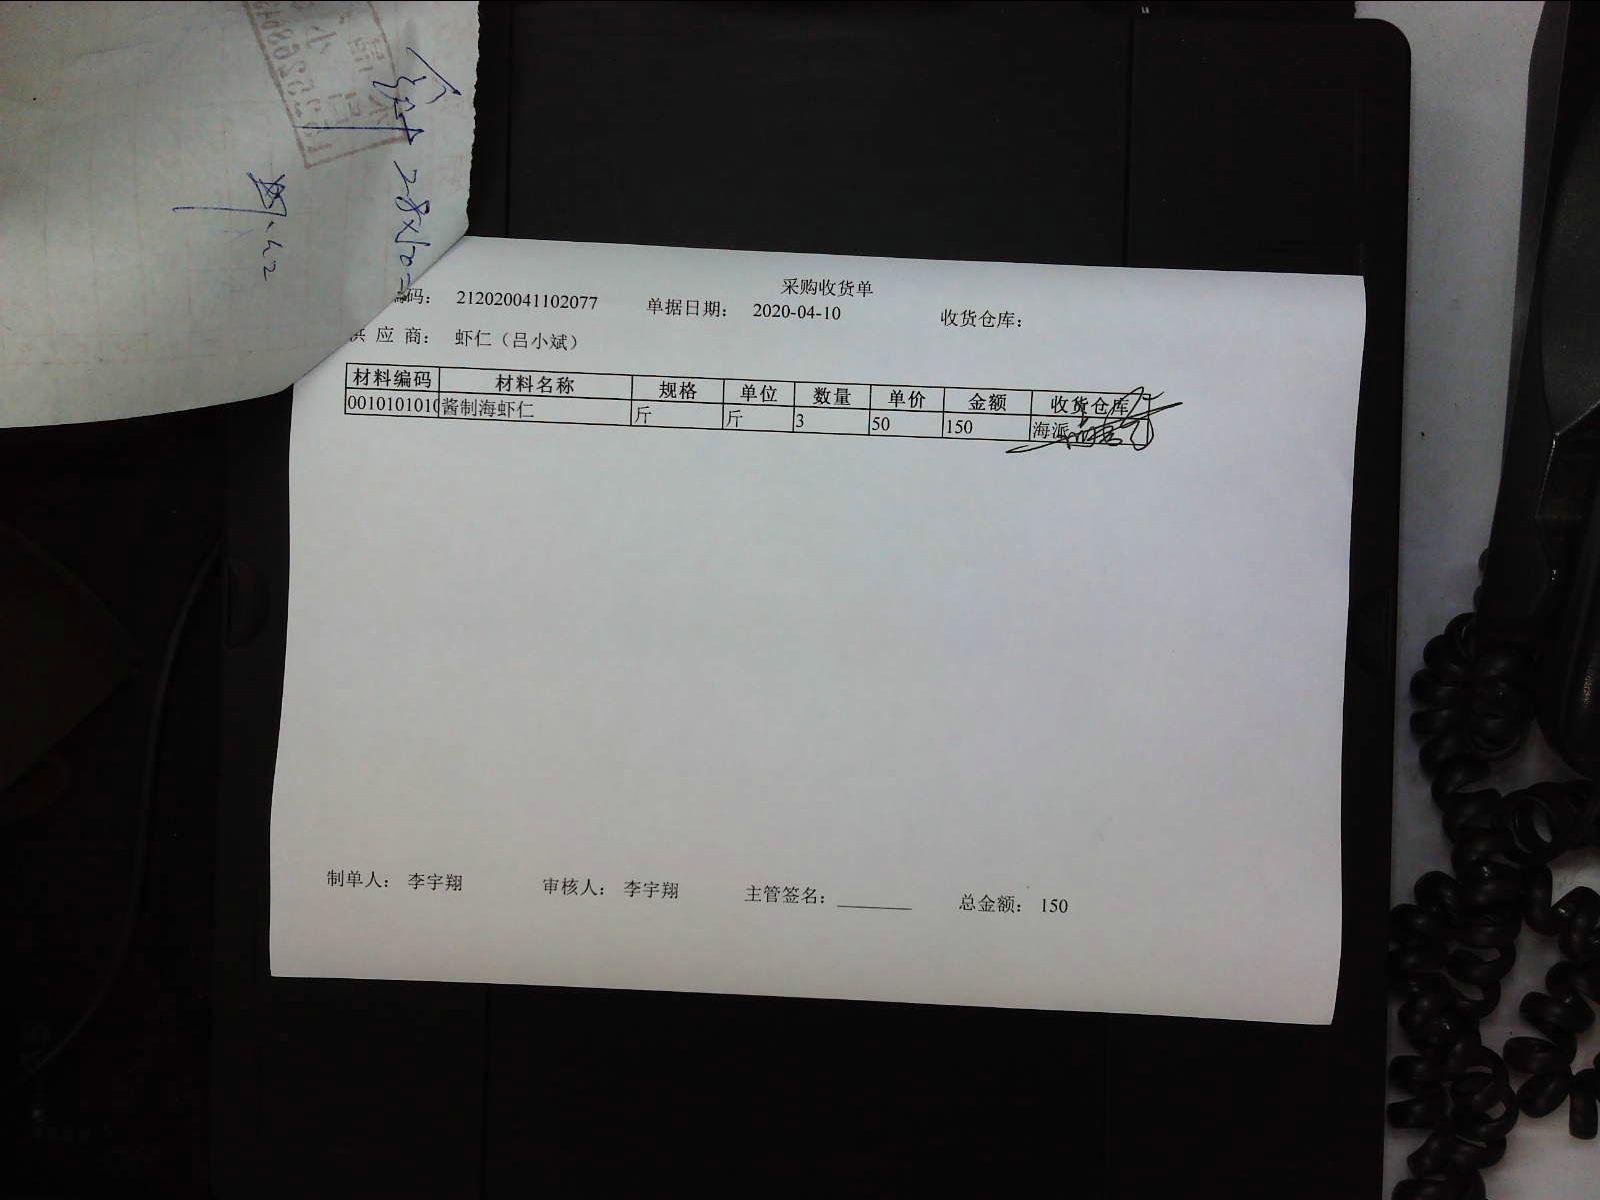 采购收货单
编码： 212020041102077 单据日期： 2020-04-10 收货仓库：
供 应 商： 虾仁（吕小斌）
材料编码 材料名称 规格 单位 数量 单价 金额 收货仓库
0010101010 酱制海虾仁 斤 斤 3 50 150 海派
制单人： 李宇翔 审核人： 李宇翔 主管签名：________ 总金额： 150